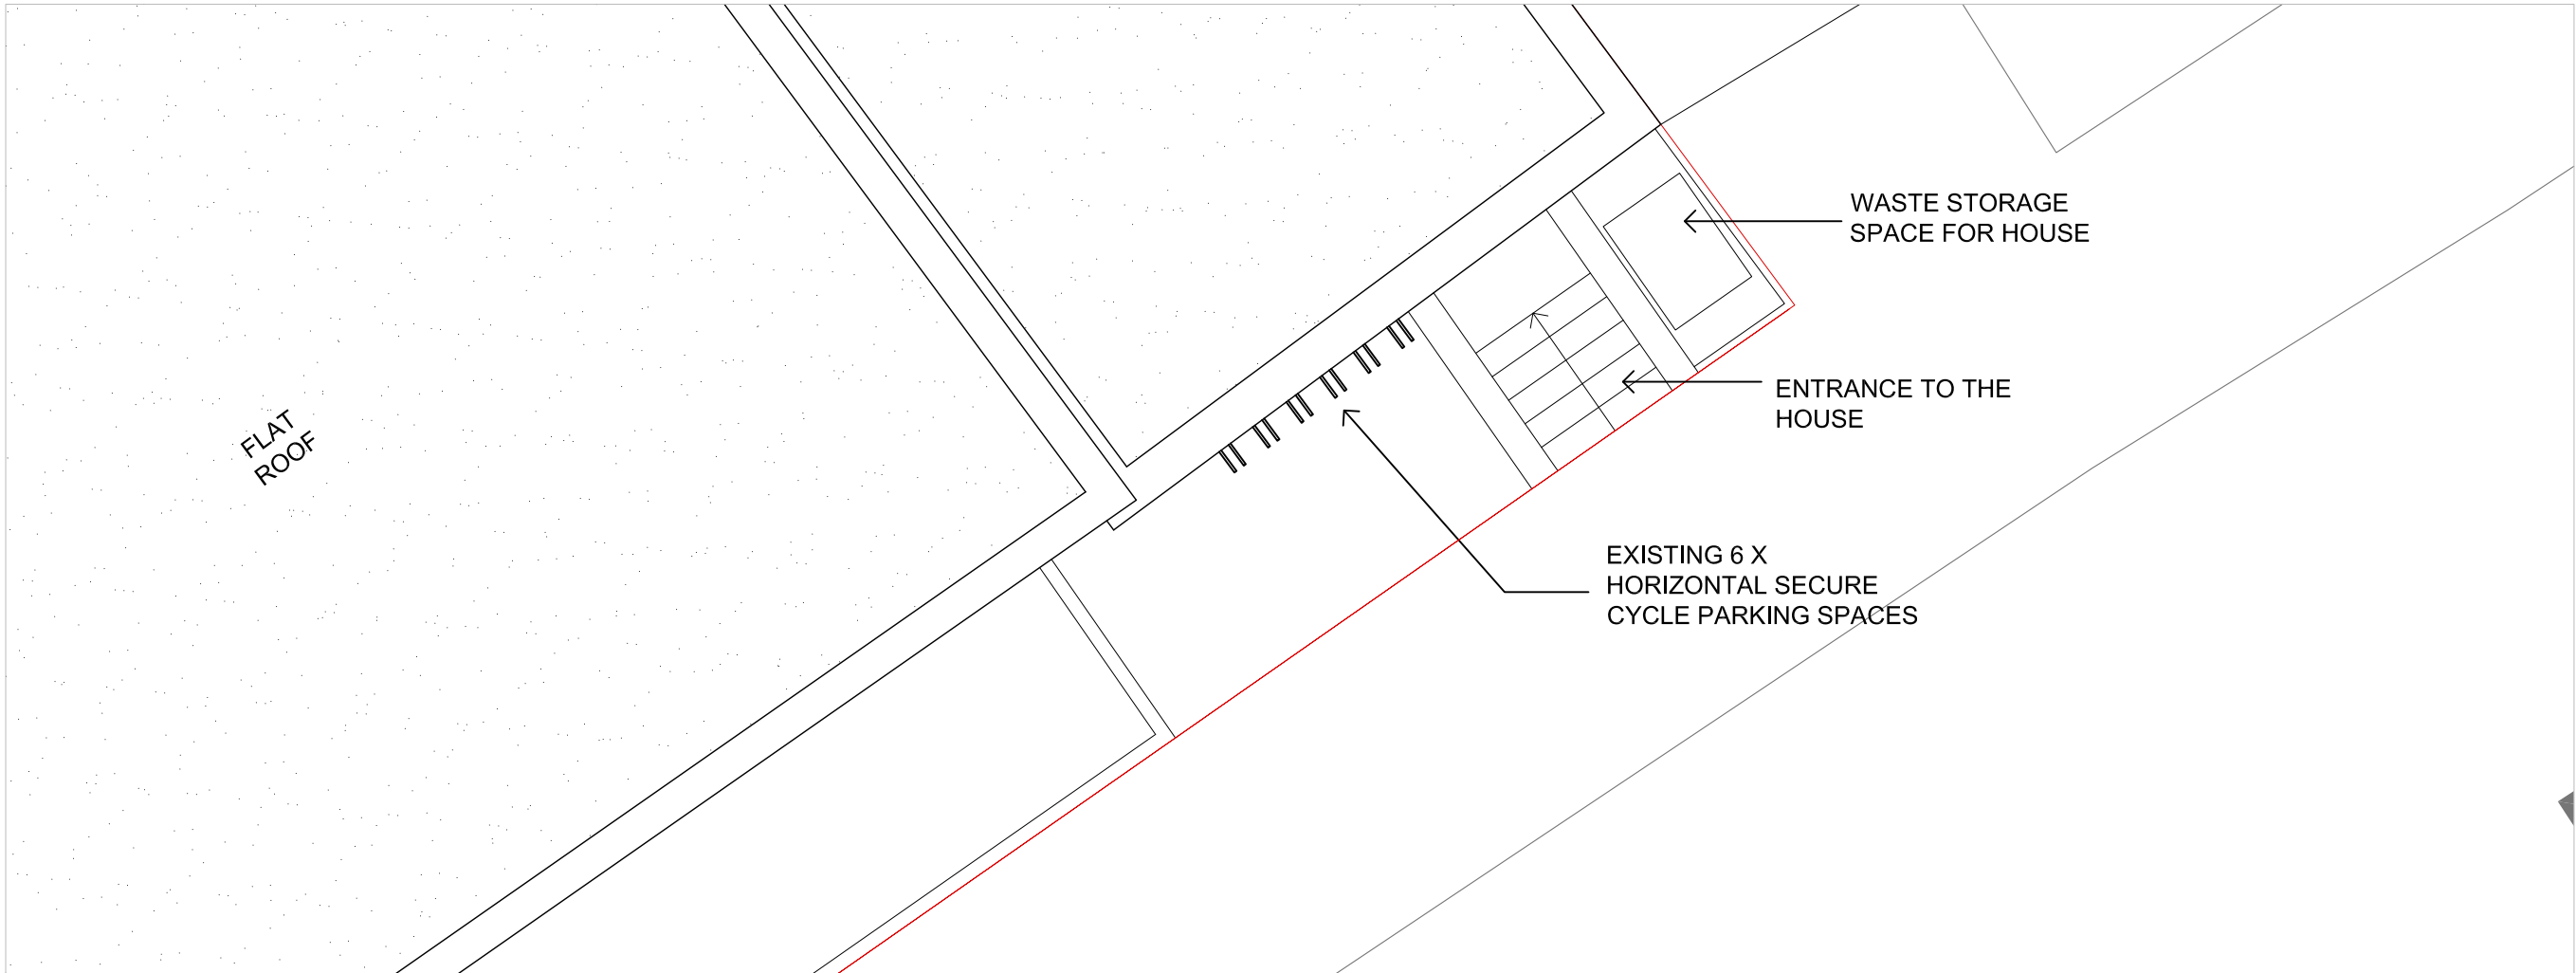 WASTE STORAGE
SPACE FOR HOUSE
ENTRANCE TO THE
HOUSE
FLAT
ROOF
EXISTING 6 X
HORIZONTAL SECURE
CYCLE PARKING SPACES